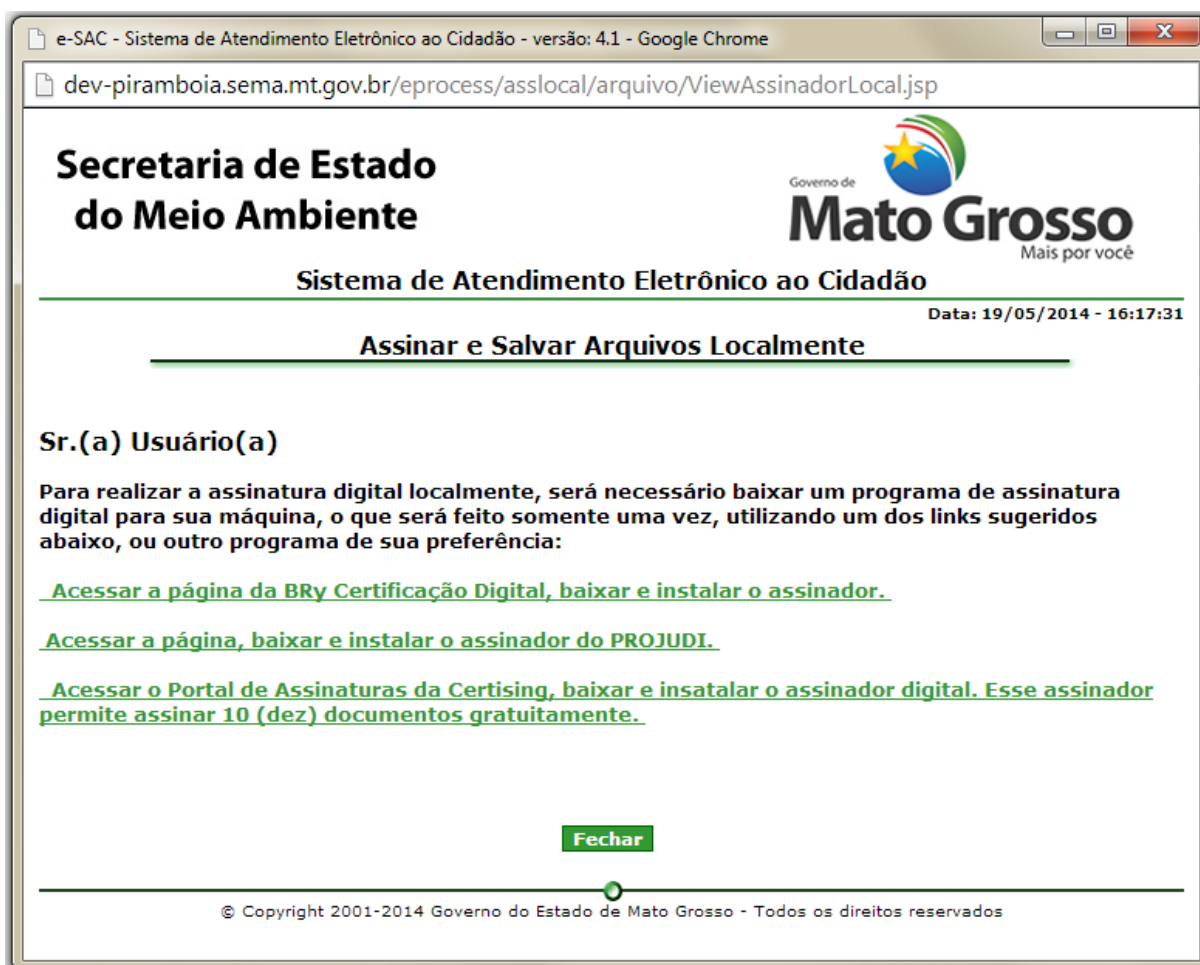 e-SAC - Sistema de Atendimento Eletrônico ao Cidadão - versão: 4.1 - Google Chrome
dev-piramboia.sema.mt.gov.br/eprocess/asslocal/arquivo/ViewAssinadorLocal.jsp
Secretaria de Estado
do Meio Ambiente
Governo de
Mato Grosso
Mais por você
Sistema de Atendimento Eletrônico ao Cidadão
Data: 19/05/2014 - 16:17:31
Assinar e Salvar Arquivos Localmente
Sr.(a) Usuário(a)
Para realizar a assinatura digital localmente, será necessário baixar um programa de assinatura
digital para sua máquina, o que será feito somente uma vez, utilizando um dos links sugeridos
abaixo, ou outro programa de sua preferência:
Acessar a página da BRy Certificação Digital, baixar e instalar o assinador.
Acessar a página, baixar e instalar o assinador do PROJUDI.
Acessar o Portal de Assinaturas da Certising, baixar e insatalar o assinador digital. Esse assinador
permite assinar 10 (dez) documentos gratuitamente.
Fechar
© Copyright 2001-2014 Governo do Estado de Mato Grosso - Todos os direitos reservados